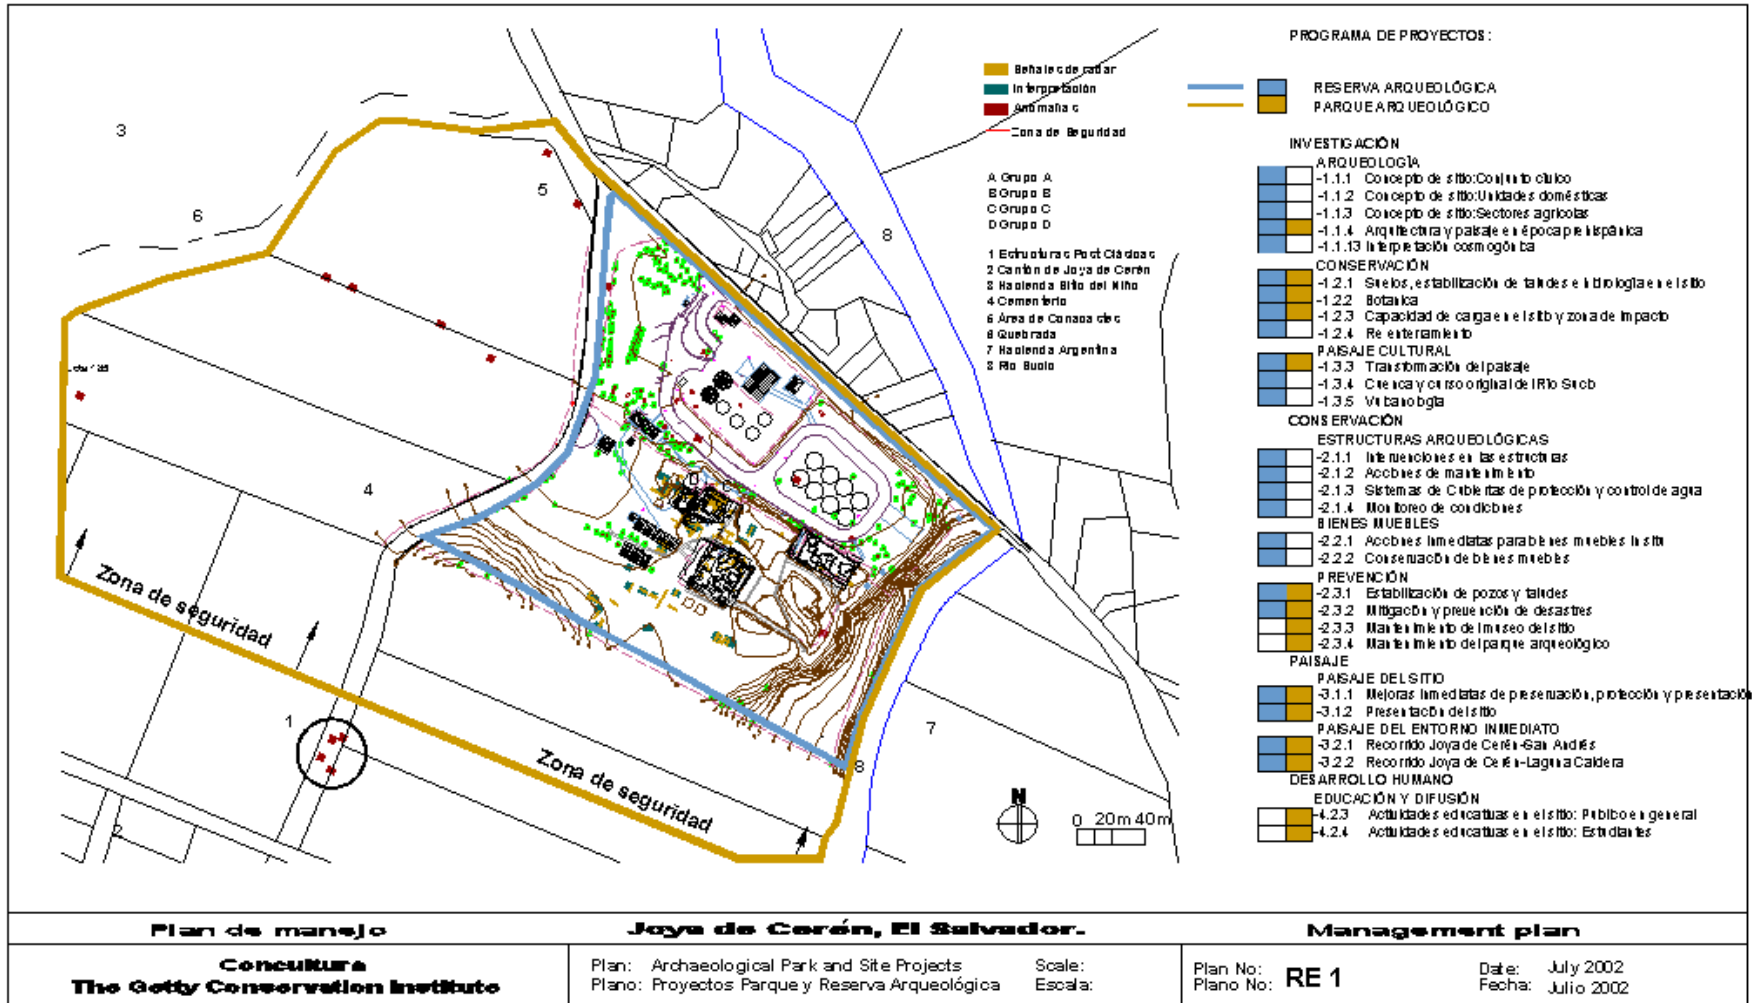 PROGRAMA DE PROYECTOS:
RESERVA ARQUEOLÓGICA
PARQUE ARQUEOLÓGICO
Señales de radar
Interpretación
Anomalías
Zona de Seguridad
A Grupo A
B Grupo B
C Grupo C
D Grupo D
1 Estructuras Post Clásicas
2 Cantón de Joya de Cerén
3 Hacienda Sitio del Niño
4 Cementerio
5 Área de Conacastes
6 Quebrada
7 Hacienda Argentina
8 Río Sucio
INVESTIGACIÓN
ARQUEOLOGÍA
-1.1.1 Concepto de sitio:Conjunto cívico
-1.1.2 Concepto de sitio:Unidades domésticas
-1.1.3 Concepto de sitio:Sectores agrícolas
-1.1.4 Arquitectura y paisaje en época prehispánica
-1.1.13 Interpretación cosmogónica
CONSERVACIÓN
-1.2.1 Suelos, estabilización de taludes e hidrología en el sitio
-1.2.2 Botanica
-1.2.3 Capacidad de carga en el sitio y zona de impacto
-1.2.4 Re enterramiento
PAISAJE CULTURAL
-1.3.3 Transformación del paisaje
-1.3.4 Cuenca y curso original del Río Sucio
-1.3.5 Vulcanología
CONSERVACIÓN
ESTRUCTURAS ARQUEOLÓGICAS
-2.1.1 Intervenciones en las estructuras
-2.1.2 Acciones de mantenimiento
-2.1.3 Sistemas de Cubiertas de protección y control de agua
-2.1.4 Monitoreo de condiciones
BIENES MUEBLES
-2.2.1 Acciones inmediatas para bienes muebles in situ
-2.2.2 Conservación de bienes muebles
PREVENCIÓN
-2.3.1 Estabilización de pozos y taludes
-2.3.2 Mitigación y prevención de desastres
-2.3.3 Mantenimiento del museo del sitio
-2.3.4 Mantenimiento del parque arqueológico
PAISAJE
PAISAJE DEL SITIO
-3.1.1 Mejoras inmediatas de preservación, protección y presentación
-3.1.2 Presentación del sitio
PAISAJE DEL ENTORNO INMEDIATO
-3.2.1 Recorrido Joya de Cerén-San Andrés
-3.2.2 Recorrido Joya de Cerén-Laguna Caldera
DESARROLLO HUMANO
EDUCACIÓN Y DIFUSIÓN
-4.2.3 Actividades educativas en el sitio: Público en general
-4.2.4 Actividades educativas en el sitio: Estudiantes
3
5
6
8
4
Zona de seguridad
1
2
Zona de seguridad
7
8
N
0 20m 40m
Plan de manejo
Joya de Cerén, El Salvador.
Management plan
Concultura
The Getty Conservation Institute
Plan: Archaeological Park and Site Projects
Plano: Proyectos Parque y Reserva Arqueológica
Scale:
Escala:
Plan No:
Plano No: RE 1
Date: July 2002
Fecha: Julio 2002